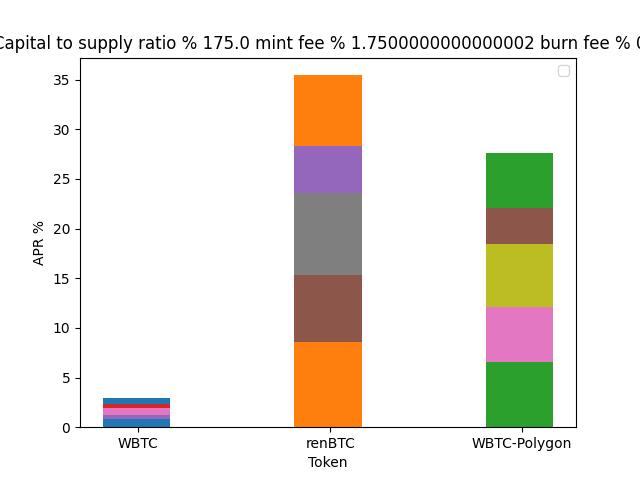 Capital to supply ratio % 175.0 mint fee % 1.7500000000000002 burn fee % 0
35
30
25
20
15
10
5
0
APR %
WBTC renBTC WBTC-Polygon
Token